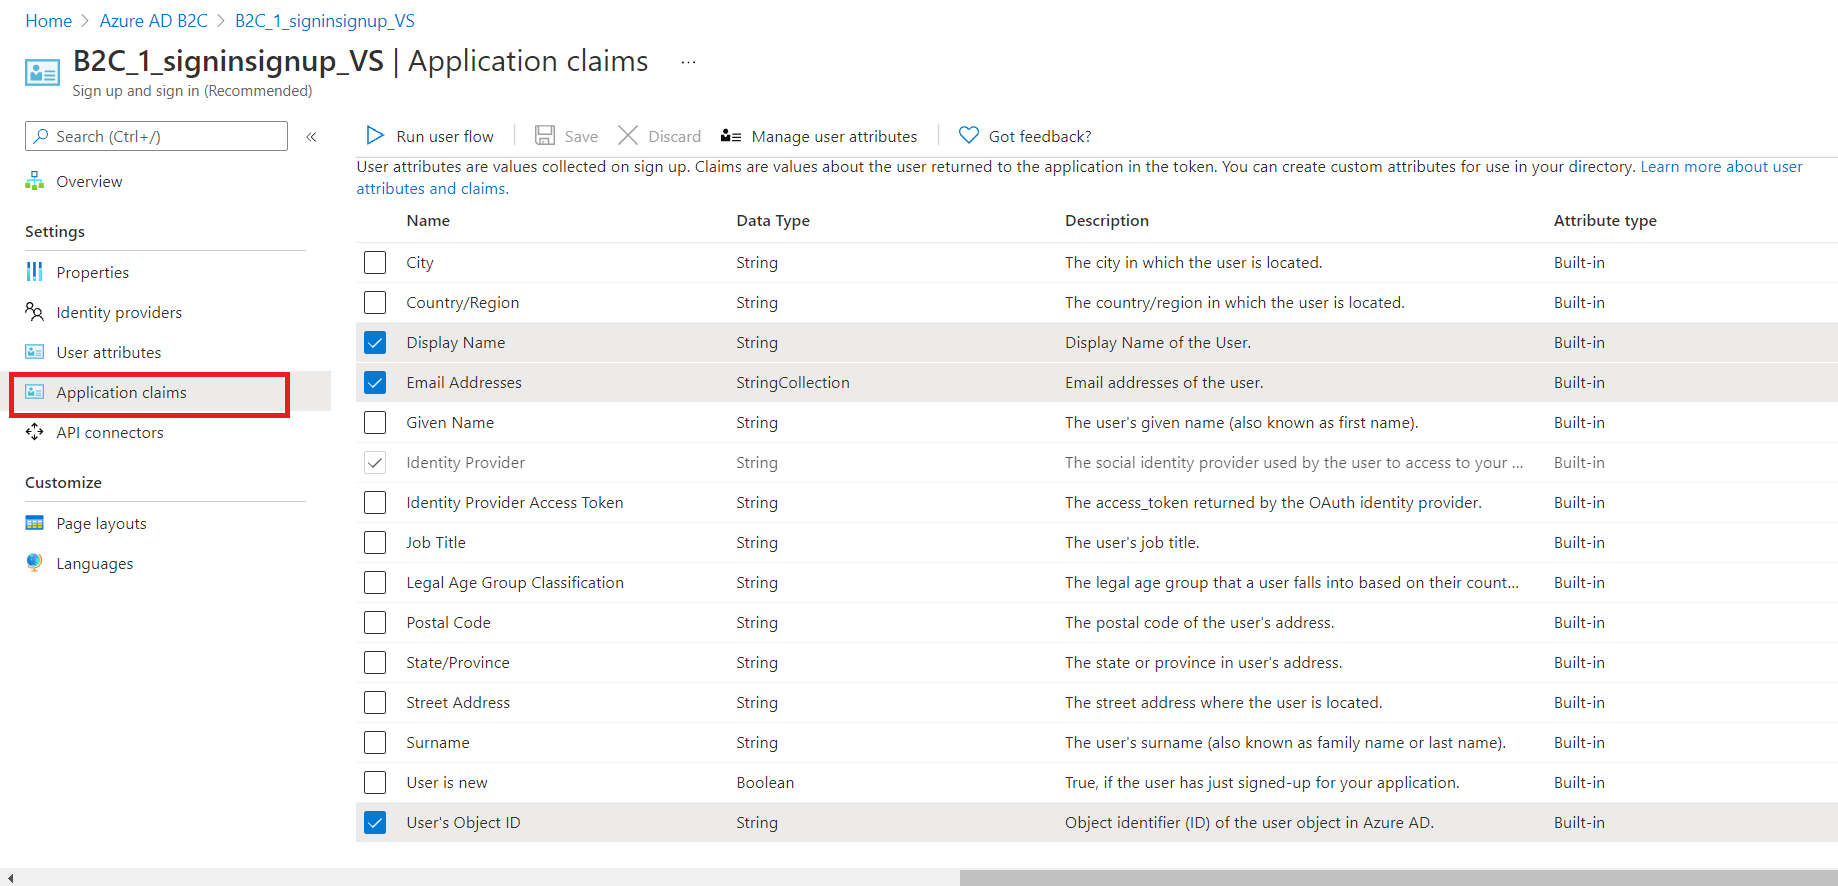 Home > Azure AD B2C > B2C_1_signinsignup_VS
B2C_1_signinsignup_VS | Application claims ...
Sign up and sign in (Recommended)
Search (Ctrl+/) «
Overview
Settings
Properties
Identity providers
User attributes
Application claims
API connectors
Customize
Page layouts
Languages
Run user flow Save Discard Manage user attributes Got feedback?
User attributes are values collected on sign up. Claims are values about the user returned to the application in the token. You can create custom attributes for use in your directory. Learn more about user
attributes and claims.
Name Data Type Description Attribute type
City String The city in which the user is located. Built-in
Country/Region String The country/region in which the user is located. Built-in
Display Name String Display Name of the User. Built-in
Email Addresses StringCollection Email addresses of the user. Built-in
Given Name String The user's given name (also known as first name). Built-in
Identity Provider String The social identity provider used by the user to access to your ... Built-in
Identity Provider Access Token String The access_token returned by the OAuth identity provider. Built-in
Job Title String The user's job title. Built-in
Legal Age Group Classification String The legal age group that a user falls into based on their count... Built-in
Postal Code String The postal code of the user's address. Built-in
State/Province String The state or province in user's address. Built-in
Street Address String The street address where the user is located. Built-in
Surname String The user's surname (also known as family name or last name). Built-in
User is new Boolean True, if the user has just signed-up for your application. Built-in
User's Object ID String Object identifier (ID) of the user object in Azure AD. Built-in